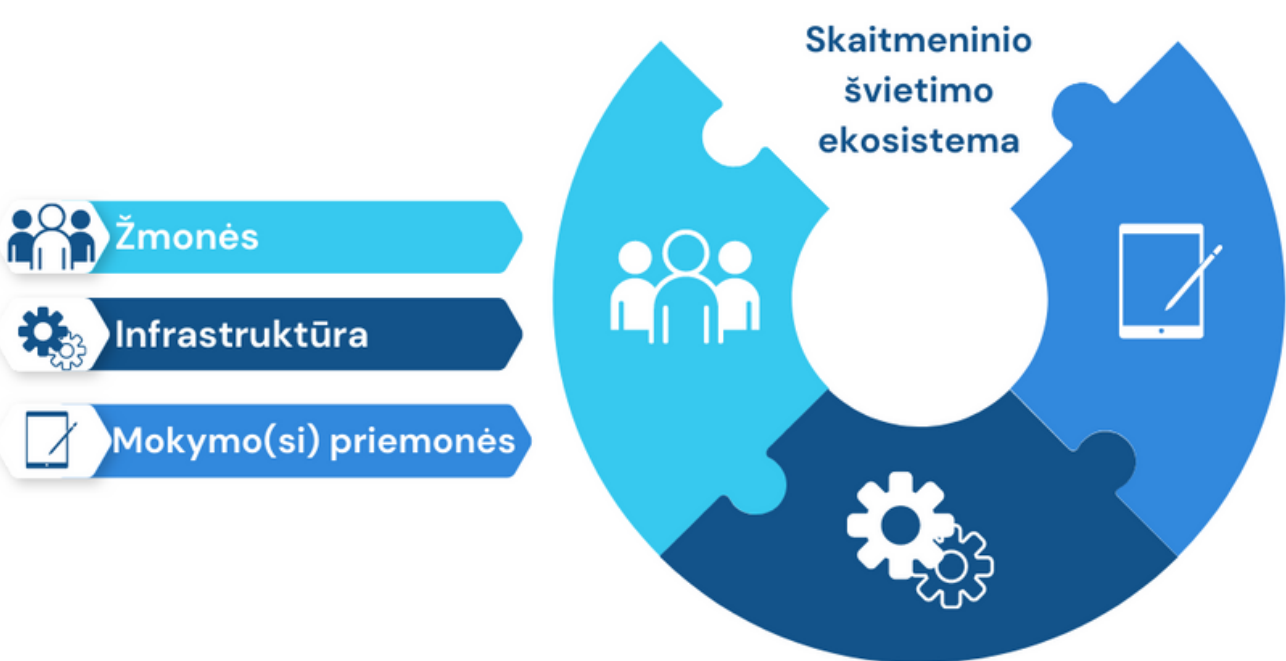 Skaitmeninio
švietimo
ekosistema
Žmonės
Infrastruktūra
Mokymo(si) priemonės